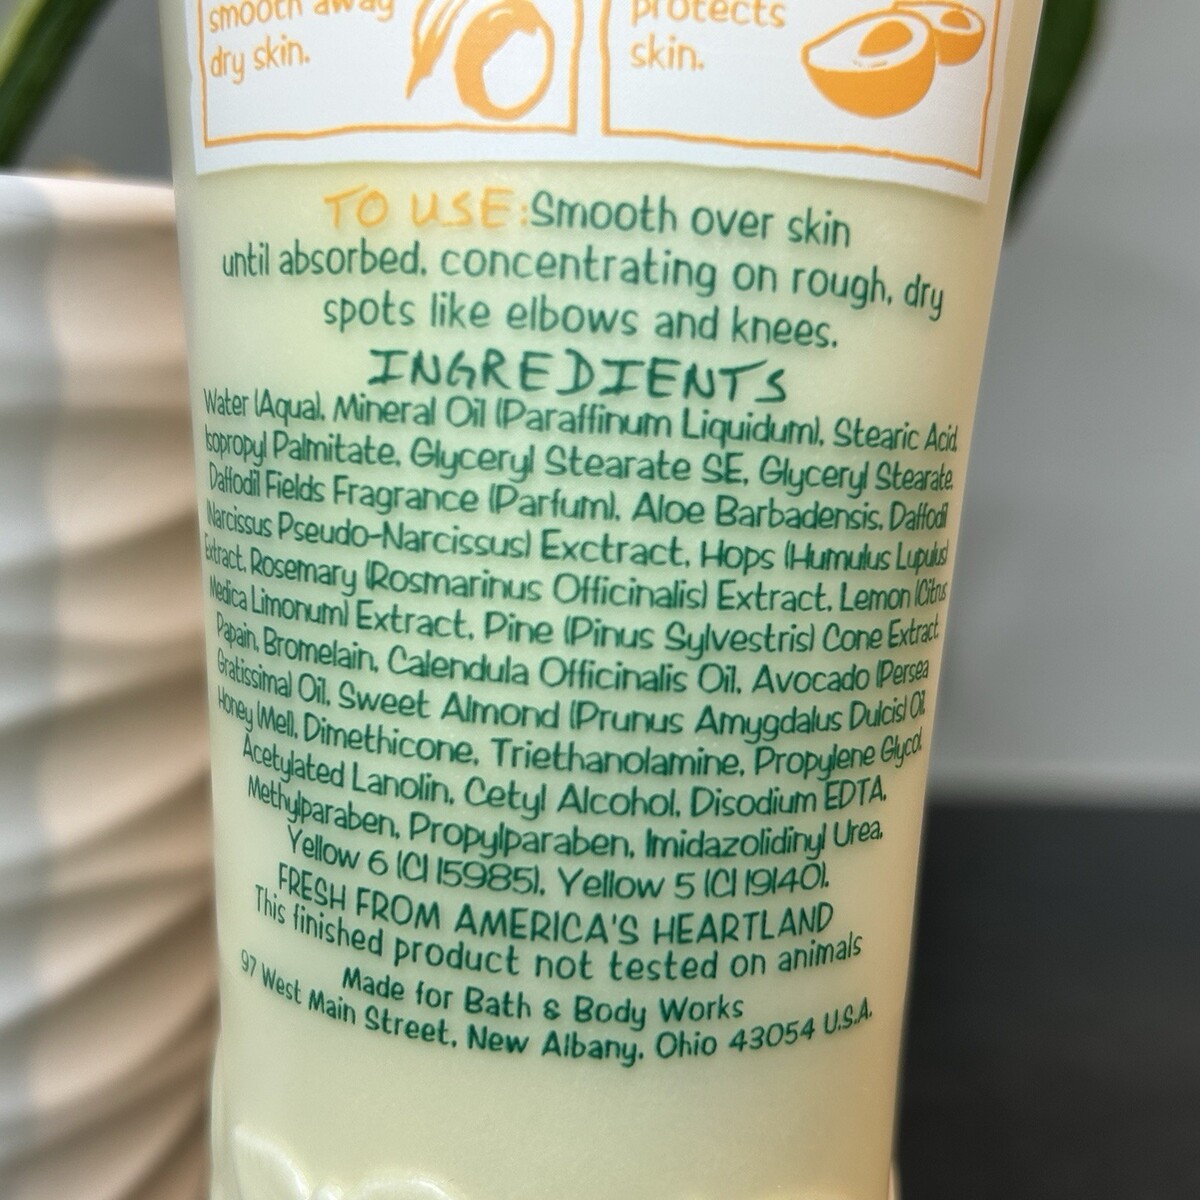 smooth away
dry skin.
protects
skin.
TO USE: Smooth over skin
until absorbed, concentrating on rough, dry
spots like elbows and knees.
INGREDIENTS
Water (Aqua), Mineral Oil (Paraffinum Liquidum), Stearic Acid,
Isopropyl Palmitate, Glyceryl Stearate SE, Glyceryl Stearate,
Daffodil Fields Fragrance (Parfum), Aloe Barbadensis, Daffodil
(Narcissus Pseudo-Narcissus) Exctract, Hops (Humulus Lupulus)
Extract, Rosemary (Rosmarinus Officinalis) Extract, Lemon (Citrus
Medica Limonum) Extract, Pine (Pinus Sylvestris) Cone Extract,
Papain, Bromelain, Calendula Officinalis Oil, Avocado (Persea
Gratissima) Oil, Sweet Almond (Prunus Amygdalus Dulcis) Oil,
Honey (Mel), Dimethicone, Triethanolamine, Propylene Glycol,
Acetylated Lanolin, Cetyl Alcohol, Disodium EDTA,
Methylparaben, Propylparaben, Imidazolidinyl Urea,
Yellow 6 (CI 15985), Yellow 5 (CI 19140).
FRESH FROM AMERICA'S HEARTLAND
This finished product not tested on animals
Made for Bath & Body Works
97 West Main Street, New Albany, Ohio 43054 U.S.A.